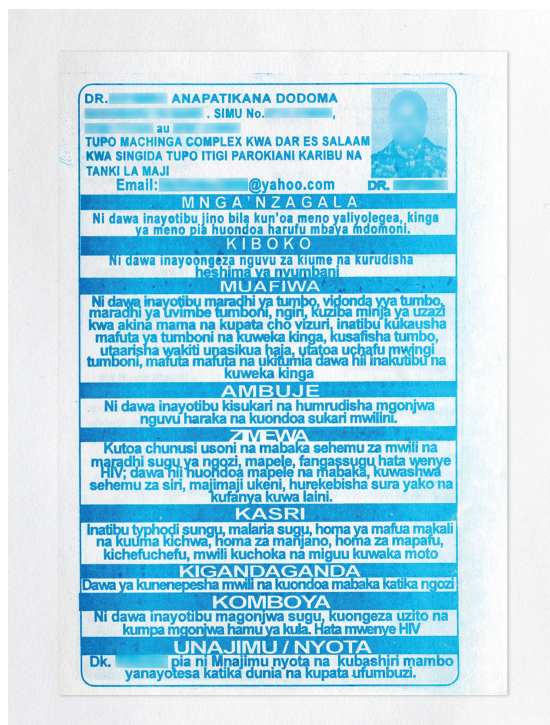 DR. ANAPATIKANA DODOMA
. SIMU No. ,
au
TUPO MACHINGA COMPLEX KWA DAR ES SALAAM
KWA SINGIDA TUPO ITIGI PAROKIANI KARIBU NA
TANKI LA MAJI
Email: @yahoo.com DR.
MNGA'NZAGALA
Ni dawa inayotibu jino bila kun'oa meno yaliyolegea, kinga
ya meno pia huondoa harufu mbaya mdomoni.
KIBOKO
Ni dawa inayoongeza nguvu za kiume na kurudisha
heshima ya nyumbani
MUAFIWA
Ni dawa inayotibu maradhi ya tumbo, vidonda vya tumbo,
maradhi ya uvimbe tumboni, ngiri, kuziba mirija ya uzazi
kwa akina mama na kupata cho vizuri, inatibu kukausha
mafuta ya tumboni na kuweka kinga, kusafisha tumbo,
utaarisha wakiti unasikua haja, utatoa uchafu mwingi
tumboni, mafuta mafuta na ukitumia dawa hii inakutibu na
kuweka kinga
AMBUJE
Ni dawa inayotibu kisukari na humrudisha mgonjwa
nguvu haraka na kuondoa sukari mwilini.
ZIMEWA
Kutoa chunusi usoni na mabaka sehemu za mwili na
maradhi sugu ya ngozi, mapele, fangassugu hata wenye
HIV; dawa hii huondoa mapele na mabaka, kuwashwa
sehemu za siri, majimaji ukeni, hurekebisha sura yako na
kufanya kuwa laini.
KASRI
Inatibu typhodi sungu, malaria sugu, homa ya mafua makali
na kuuma kichwa, homa za manjano, homa za mapafu,
kichefuchefu, mwili kuchoka na miguu kuwaka moto
KIGANDAGANDA
Dawa ya kunenepesha mwili na kuondoa mabaka katika ngozi
KOMBOYA
Ni dawa inayotibu magonjwa sugu, kuongeza uzito na
kumpa mgonjwa hamu ya kula. Hata mwenye HIV
UNAJIMU / NYOTA
Dk. pia ni Mnajimu nyota na kubashiri mambo
yanayotesa katika dunia na kupata ufumbuzi.